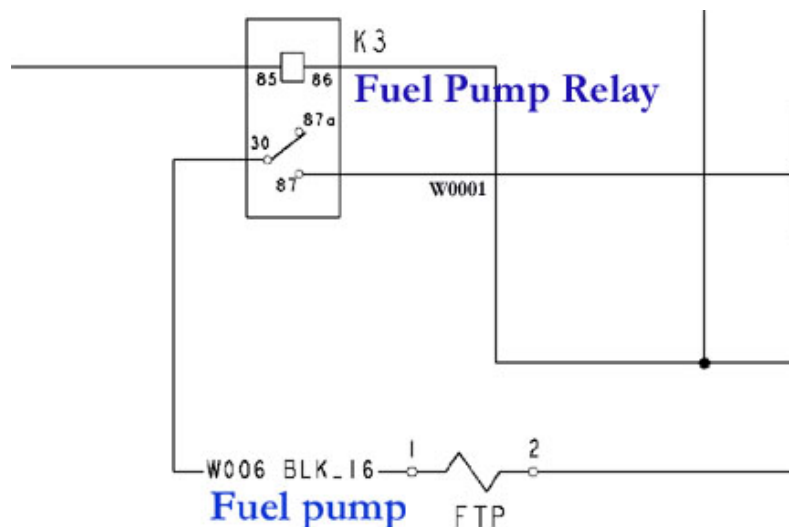 K3
85 86
Fuel Pump Relay
87a
30
87
W0001
1 2
W006 BLK_16
Fuel pump
FTP